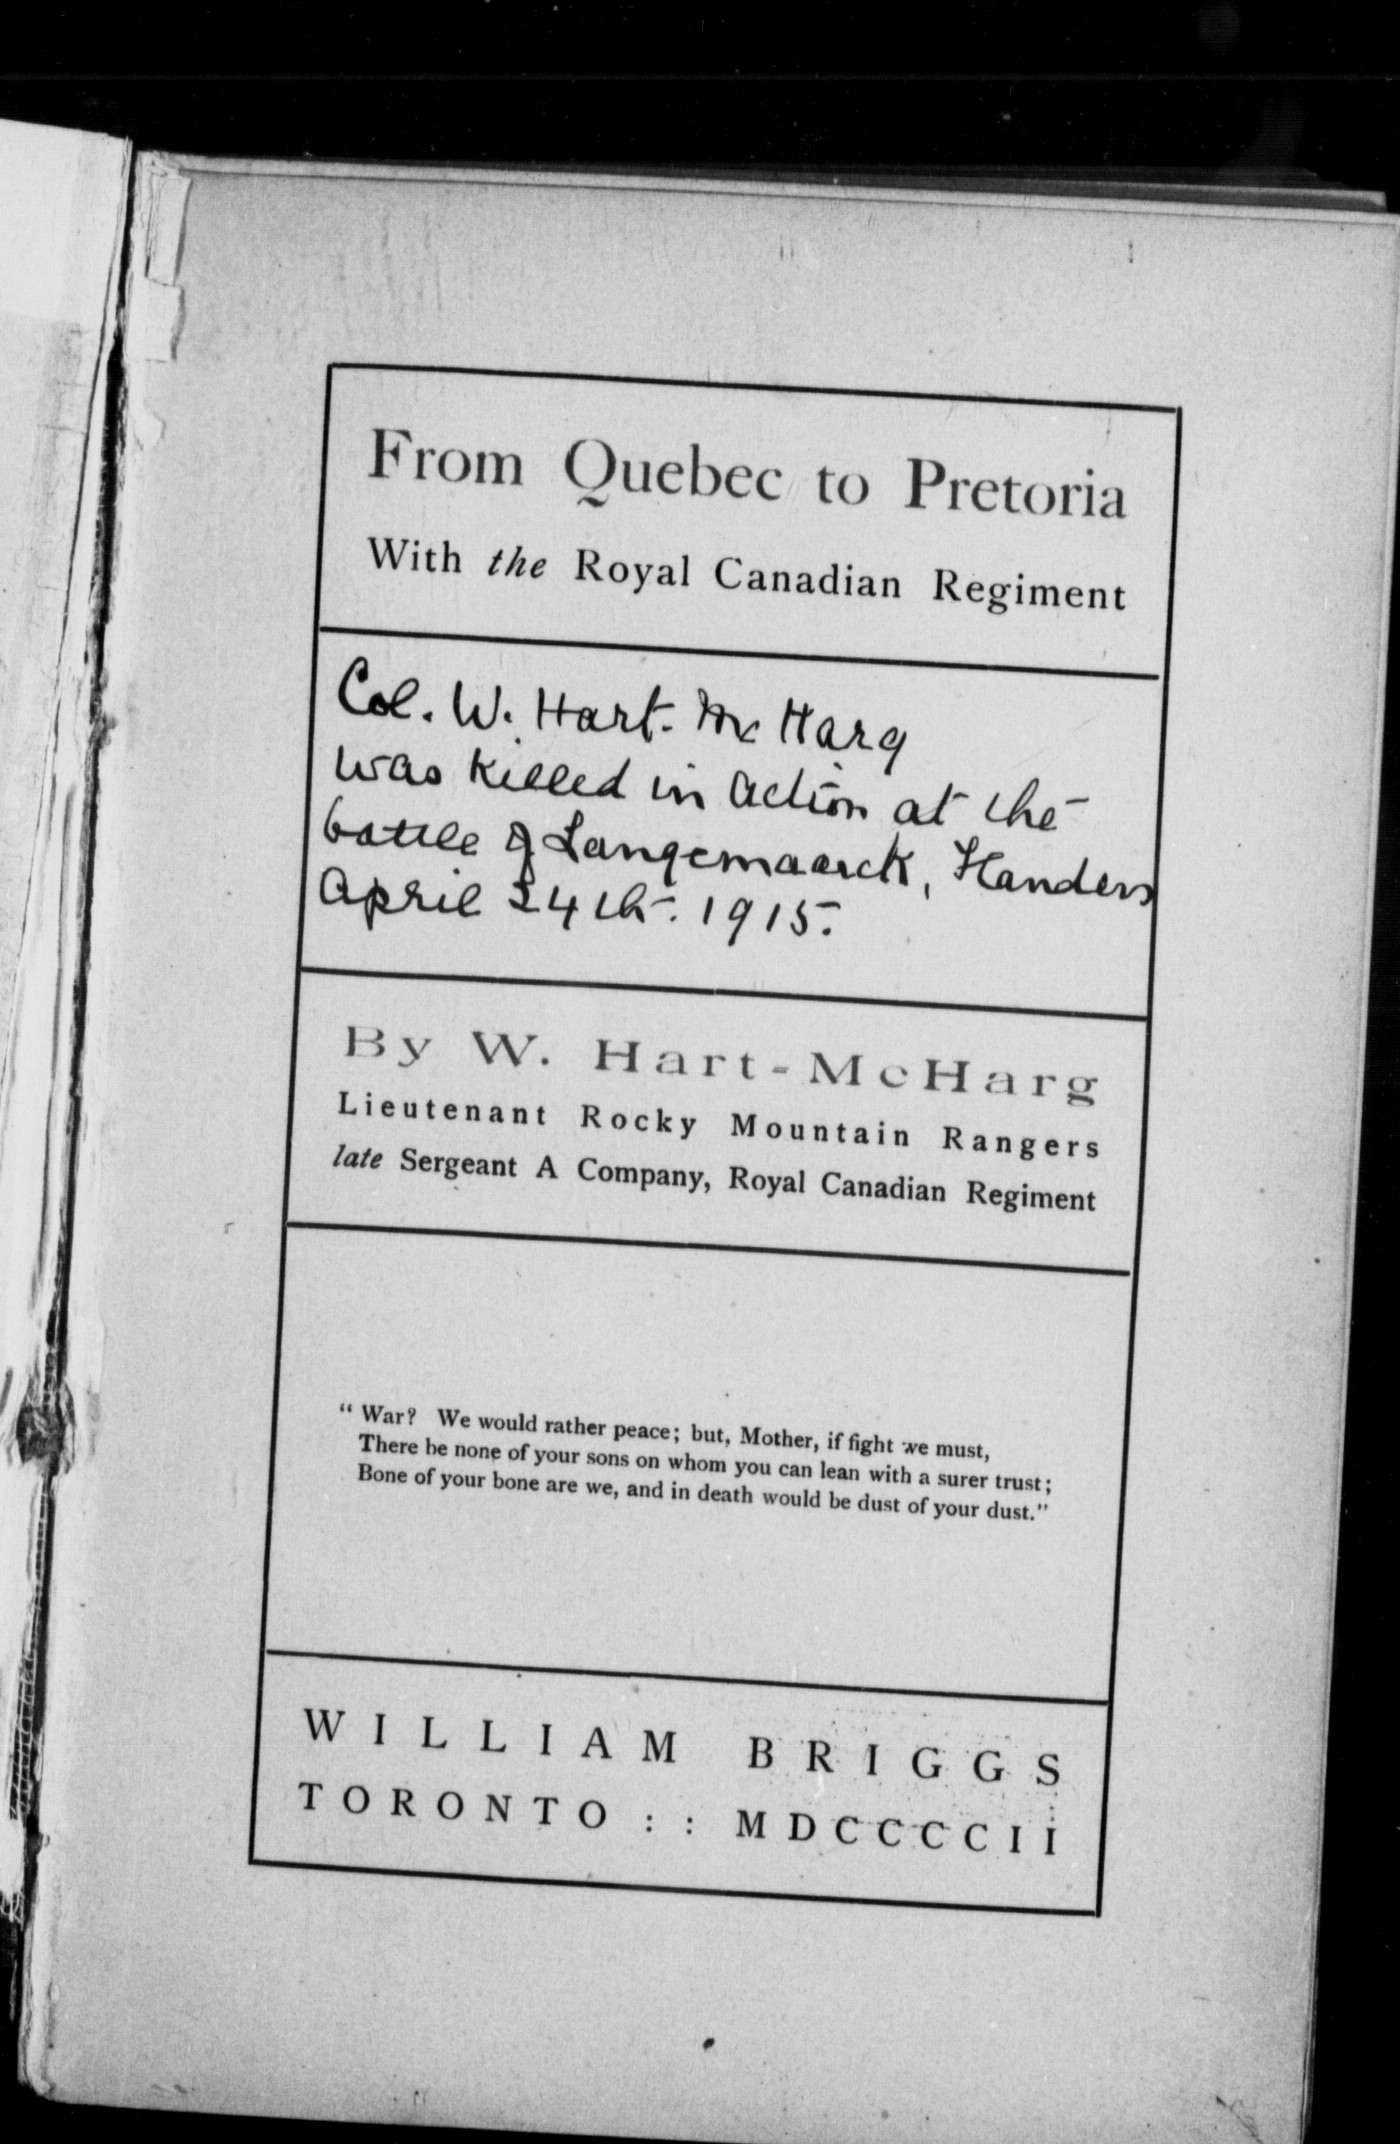 From Quebec to Pretoria
With the Royal Canadian Regiment
Col. W. Hart-McHarg
was killed in action at the
battle of Langemaarck, Flanders
April 24th. 1915.
By W. Hart-McHarg
Lieutenant Rocky Mountain Rangers
late Sergeant A Company, Royal Canadian Regiment
“ War? We would rather peace; but, Mother, if fight we must,
There be none of your sons on whom you can lean with a surer trust;
Bone of your bone are we, and in death would be dust of your dust.”
WILLIAM BRIGGS
TORONTO :: MDCCCCII